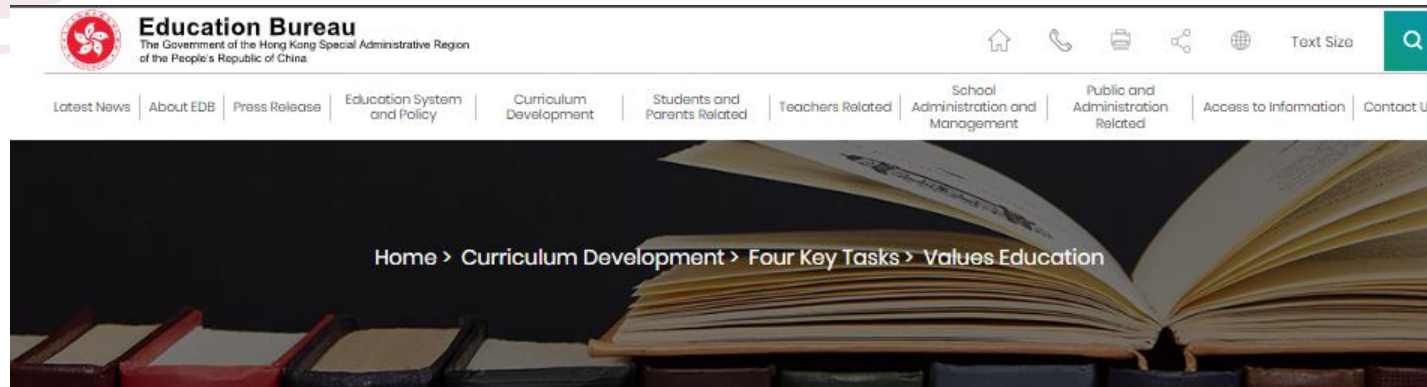 Education Bureau
The Government of the Hong Kong Special Administrative Region
of the People's Republic of China
Text Size
Latest News
About EDB
Press Release
Education System
and Policy
Curriculum
Development
Students and
Parents Related
Teachers Related
School
Administration and
Management
Public and
Administration
Related
Access to Information
Contact U
Home > Curriculum Development > Four Key Tasks > Values Education